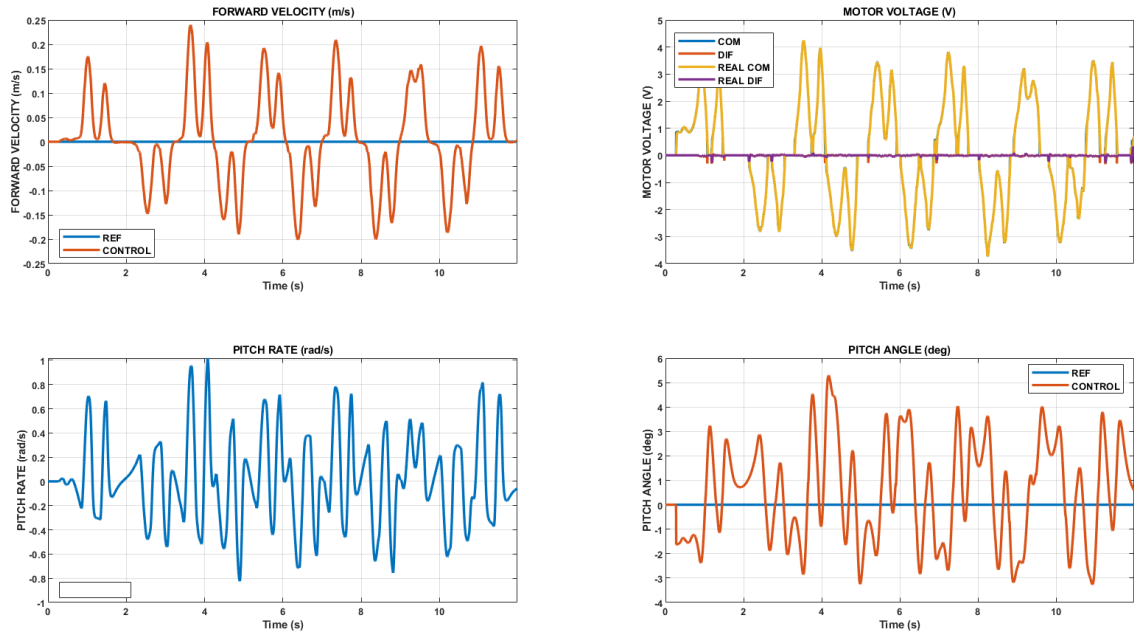 FORWARD VELOCITY (m/s)
FORWARD VELOCITY (m/s)
0.25
0.2
0.15
0.1
0.05
0
-0.05
-0.1
-0.15
-0.2
-0.25
REF
CONTROL
0 2 4 6 8 10
Time (s)
MOTOR VOLTAGE (V)
MOTOR VOLTAGE (V)
5
4
3
2
1
0
-1
-2
-3
-4
COM
DIF
REAL COM
REAL DIF
0 2 4 6 8 10
Time (s)
PITCH RATE (rad/s)
PITCH RATE (rad/s)
1
0.8
0.6
0.4
0.2
0
-0.2
-0.4
-0.6
-0.8
-1
0 2 4 6 8 10
Time (s)
PITCH ANGLE (deg)
PITCH ANGLE (deg)
6
5
4
3
2
1
0
-1
-2
-3
-4
REF
CONTROL
0 2 4 6 8 10
Time (s)